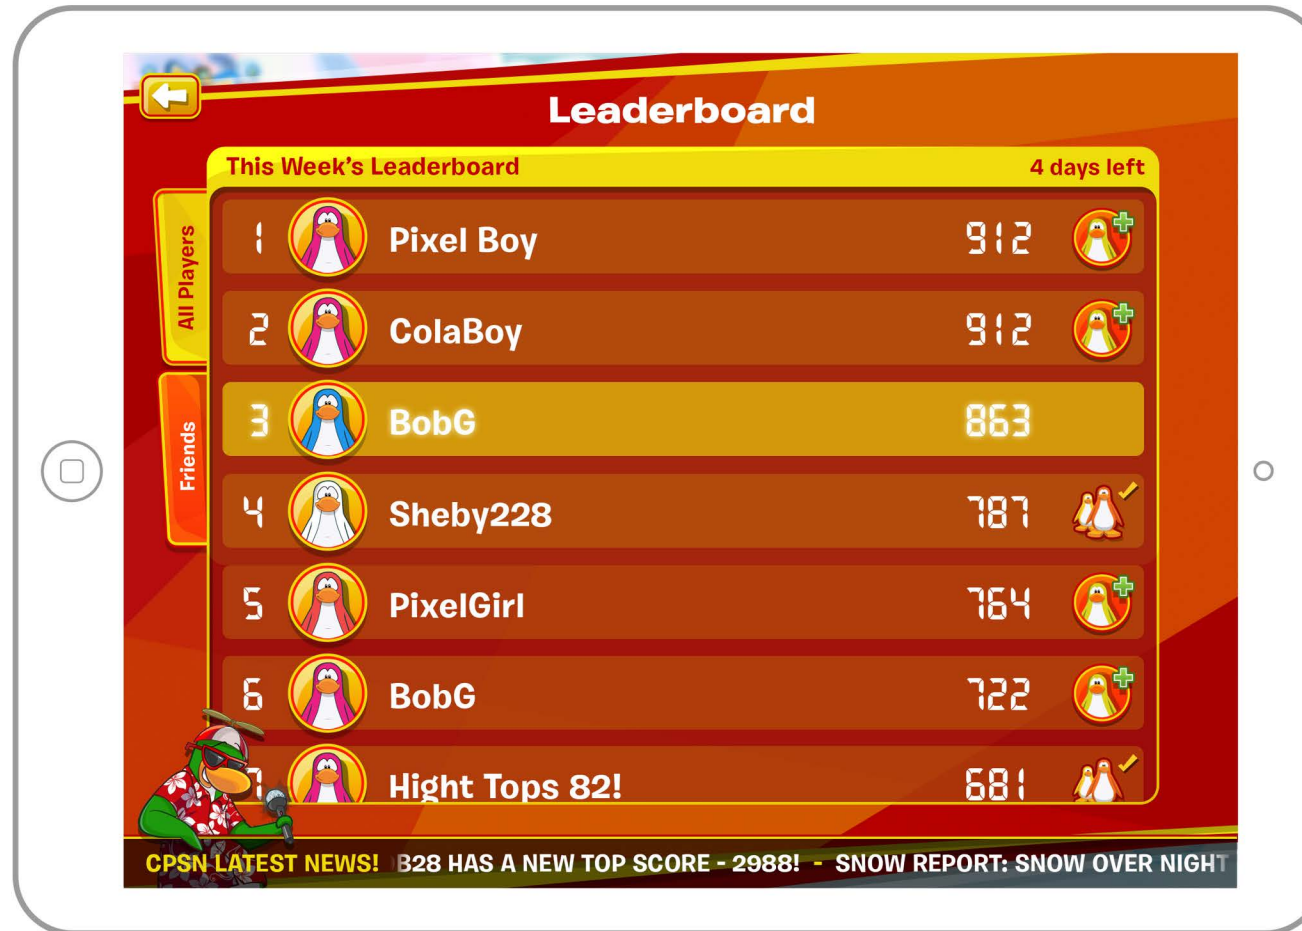 Leaderboard
This Week's Leaderboard 4 days left
All Players
Friends
1 Pixel Boy 912
2 ColaBoy 912
3 BobG 863
4 Sheby228 787
5 PixelGirl 764
6 BobG 722
7 Hight Tops 82! 681
CPSN LATEST NEWS! B28 HAS A NEW TOP SCORE - 2988! - SNOW REPORT: SNOW OVER NIGHT